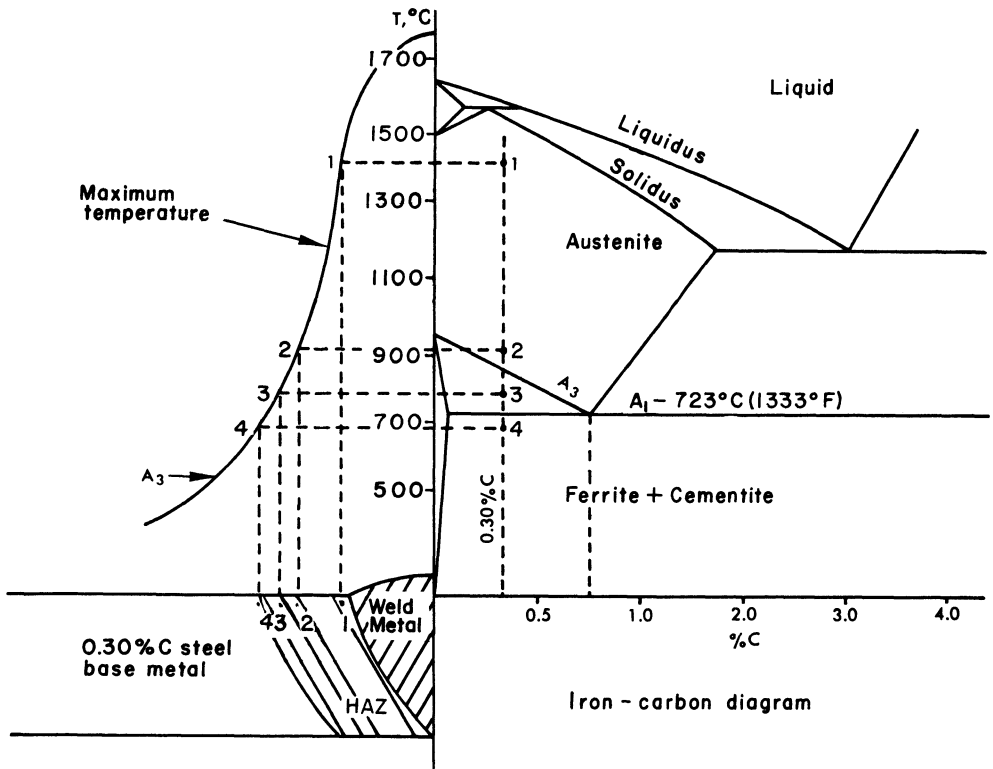 T,°C
1700
Liquid
1500
Liquidus
1
1
Solidus
Maximum
temperature
1300
Austenite
1100
2
900
2
3
A3
3
A1 – 723°C (1333°F)
4
700
4
A3
500
0.30%C
Ferrite + Cementite
Weld
Metal
4 3 2 1
0.5
1.0
2.0
3.0
4.0
%C
0.30%C steel
base metal
HAZ
Iron – carbon diagram